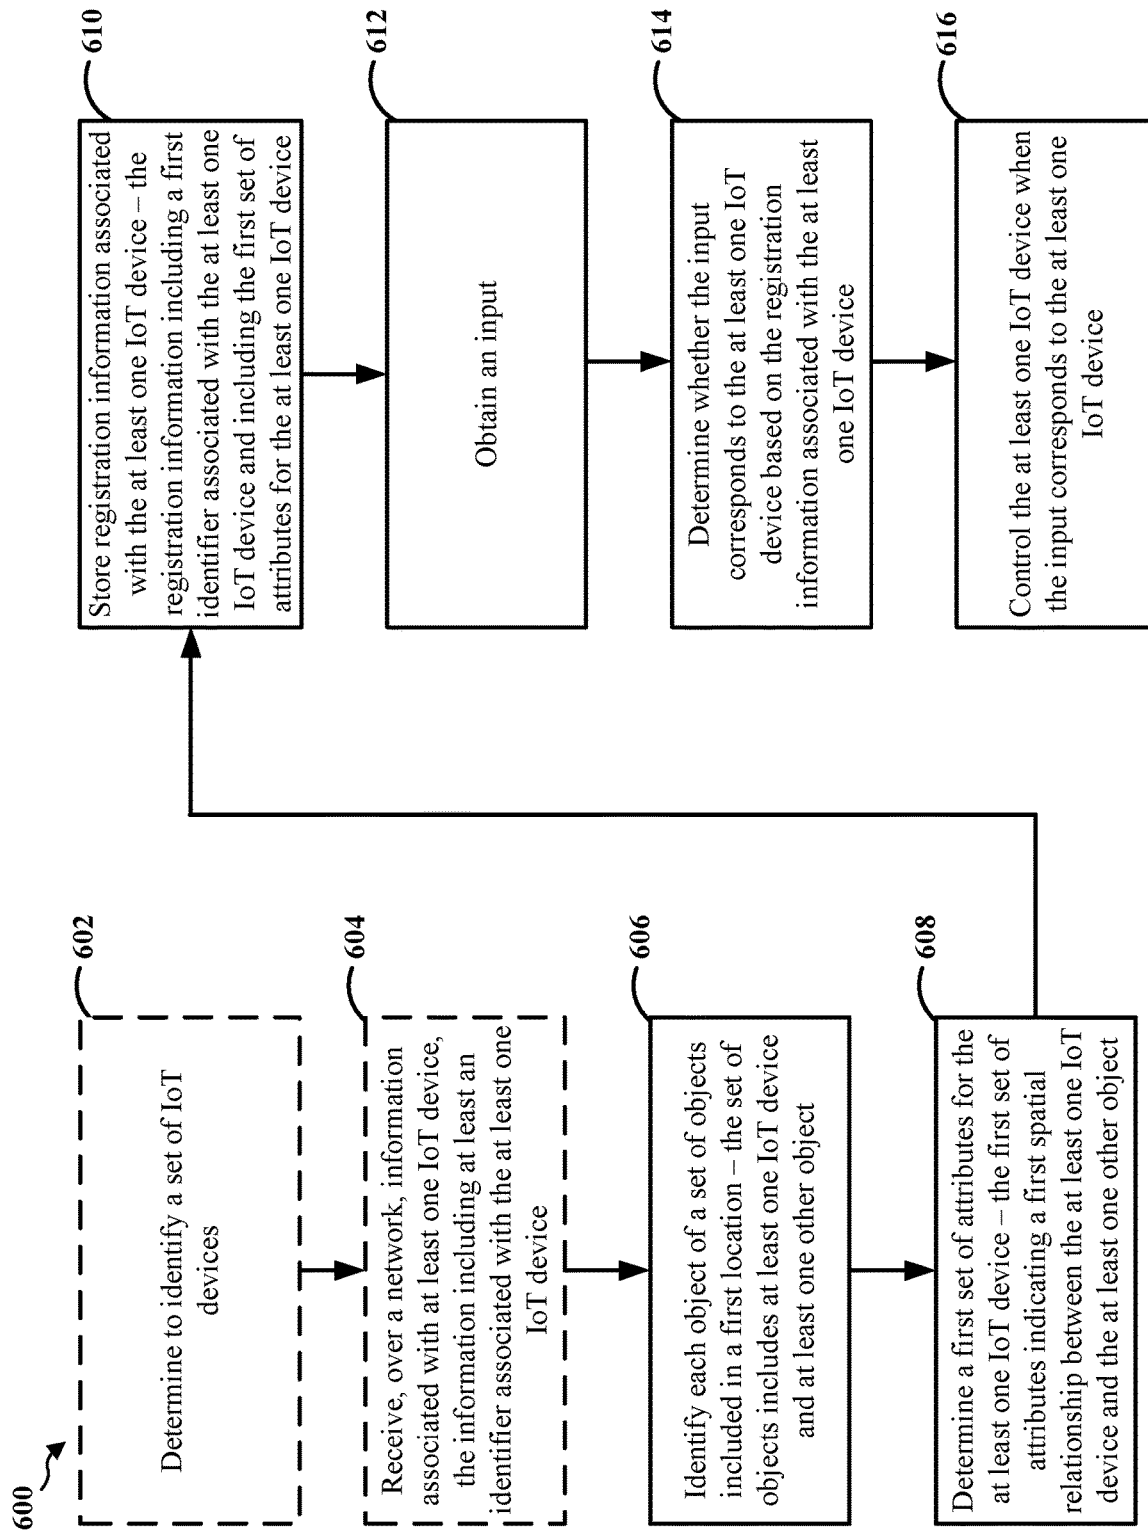 600
602
Determine to identify a set of IoT
devices
604
Receive, over a network, information
associated with at least one IoT device,
the information including at least an
identifier associated with the at least one
IoT device
606
Identify each object of a set of objects
included in a first location – the set of
objects includes at least one IoT device
and at least one other object
608
Determine a first set of attributes for the
at least one IoT device – the first set of
attributes indicating a first spatial
relationship between the at least one IoT
device and the at least one other object
610
Store registration information associated
with the at least one IoT device – the
registration information including a first
identifier associated with the at least one
IoT device and including the first set of
attributes for the at least one IoT device
612
Obtain an input
614
Determine whether the input
corresponds to the at least one IoT
device based on the registration
information associated with the at least
one IoT device
616
Control the at least one IoT device when
the input corresponds to the at least one
IoT device